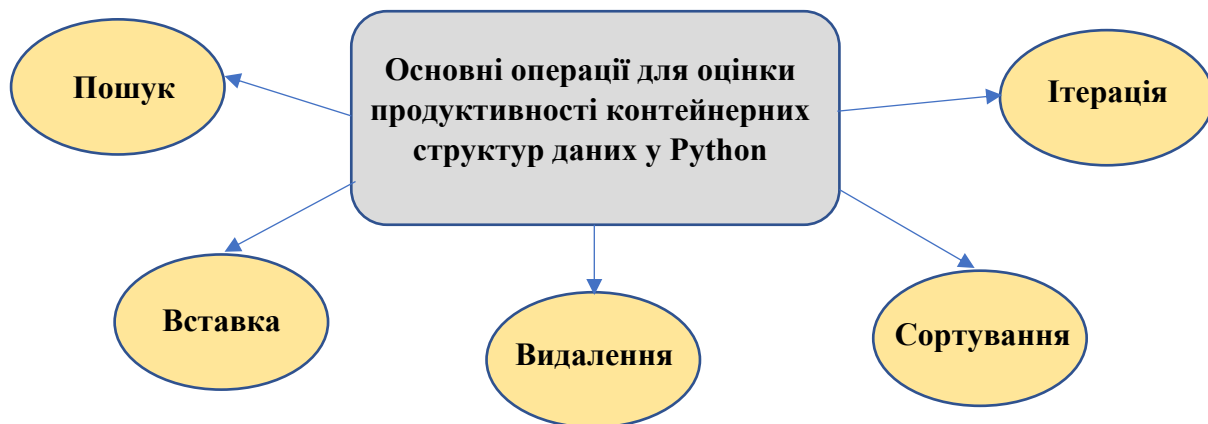 Основні операції для оцінки
продуктивності контейнерних
структур даних у Python
Пошук
Ітерація
Вставка
Видалення
Сортування